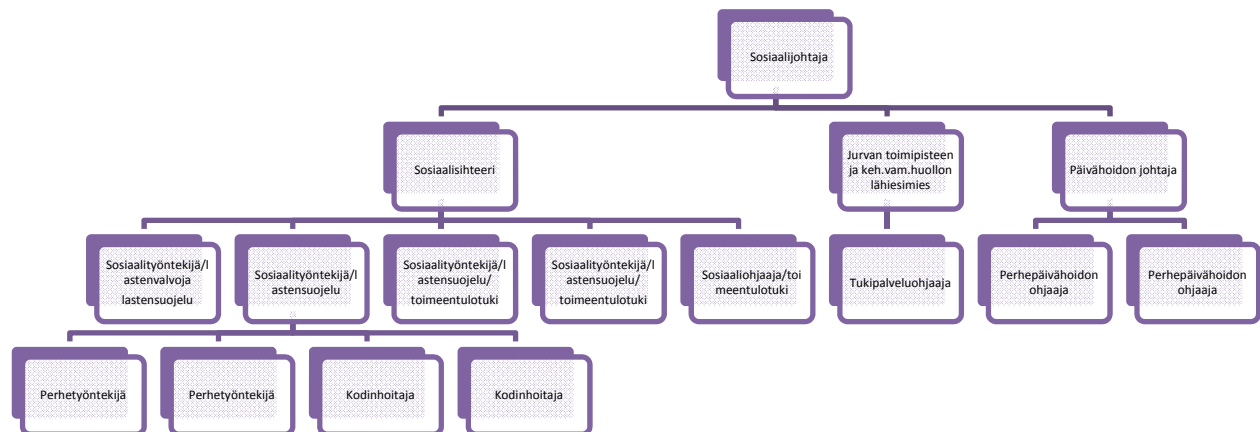 Sosiaalijohtaja
Sosiaalisihteeri
Jurvan toimipisteen
ja keh.vam.huollon
lähiesimies
Päivähoidon johtaja
Sosiaalityöntekijä/l
astenvalvoja
lastensuojelu
Sosiaalityöntekijä/l
astensuojelu
Sosiaalityöntekijä/l
astensuojelu/
toimeentulotuki
Sosiaalityöntekijä/l
astensuojelu/
toimeentulotuki
Sosiaaliohjaaja/toi
meentulotuki
Tukipalveluohjaaja
Perhepäivähoidon
ohjaaja
Perhepäivähoidon
ohjaaja
Perhetyöntekijä
Perhetyöntekijä
Kodinhoitaja
Kodinhoitaja